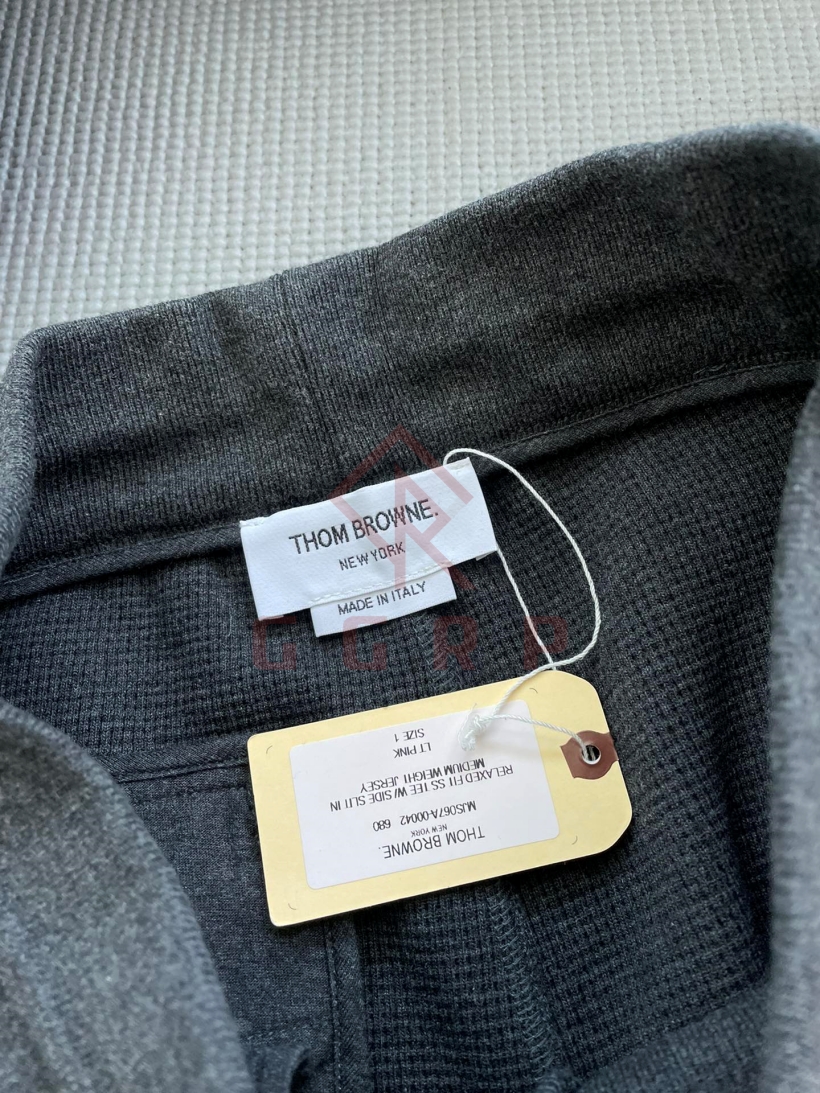 THOM BROWNE.
NEW YORK
MADE IN ITALY
GGRP
THOM BROWNE.
NEW YORK
MJS067A-00042 680
RELAXED FIT SS TEE W/ SIDE SLIT IN
MEDIUM WEIGHT JERSEY
LT PINK
SIZE 1